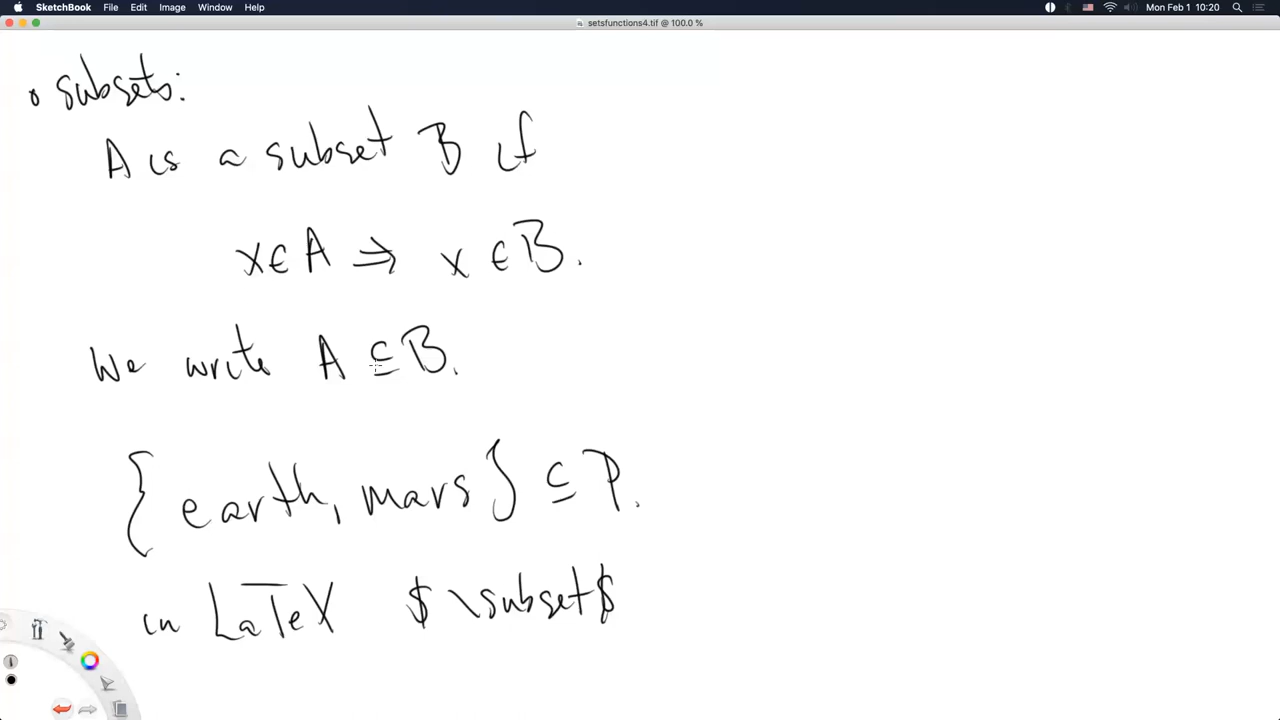 SketchBook File Edit Image Window Help Mon Feb 1 10:20
setsfunctions4.tif @ 100.0 %
• subsets:
A is a subset B if
x ∈ A ⇒ x ∈ B.
We write A ⊆ B.
{earth, mars} ⊆ P.
in LaTeX $ \subset $